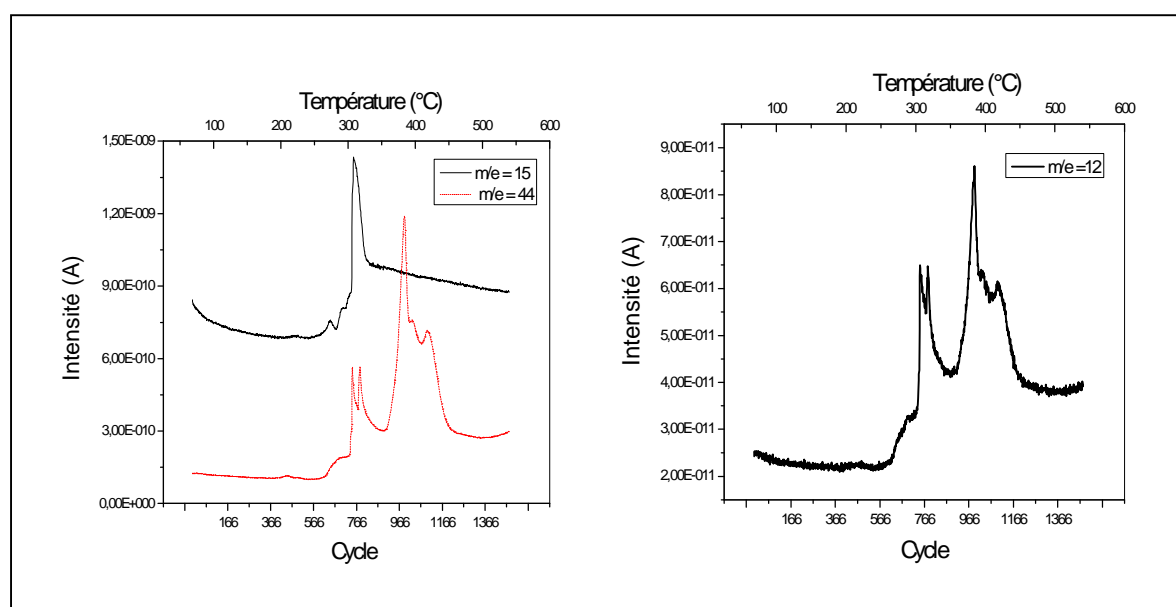 Température (°C)
100 200 300 400 500 600
1,50E-009
1,20E-009
9,00E-010
6,00E-010
3,00E-010
0,00E+000
Intensité (A)
m/e = 15
m/e = 44
166 366 566 766 966 1166 1366
Cycle
Température (°C)
100 200 300 400 500 600
9,00E-011
8,00E-011
7,00E-011
6,00E-011
5,00E-011
4,00E-011
3,00E-011
2,00E-011
Intensité (A)
m/e =12
166 366 566 766 966 1166 1366
Cycle